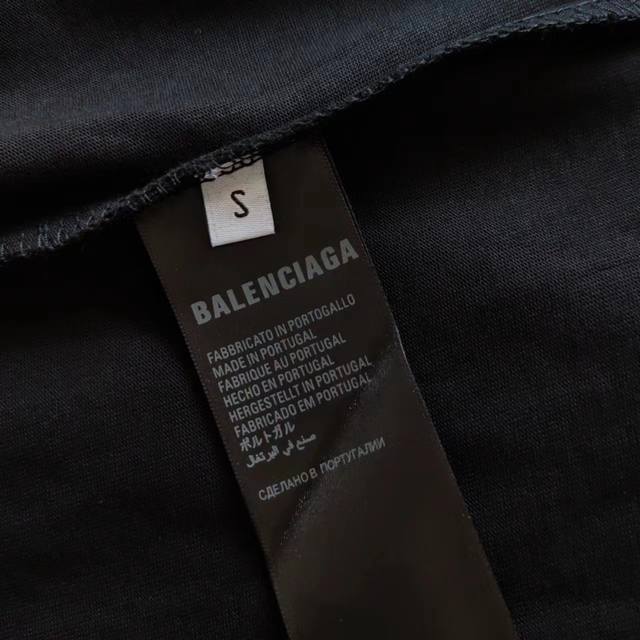 S
BALENCIAGA
FABBRICATO IN PORTOGALLO
MADE IN PORTUGAL
FABRIQUE AU PORTUGAL
HECHO EN PORTUGAL
HERGESTELLT IN PORTUGAL
FABRICADO EM PORTUGAL
ポルトガル
صنع في البرتغال
СДЕЛАНО В ПОРТУГАЛИИ